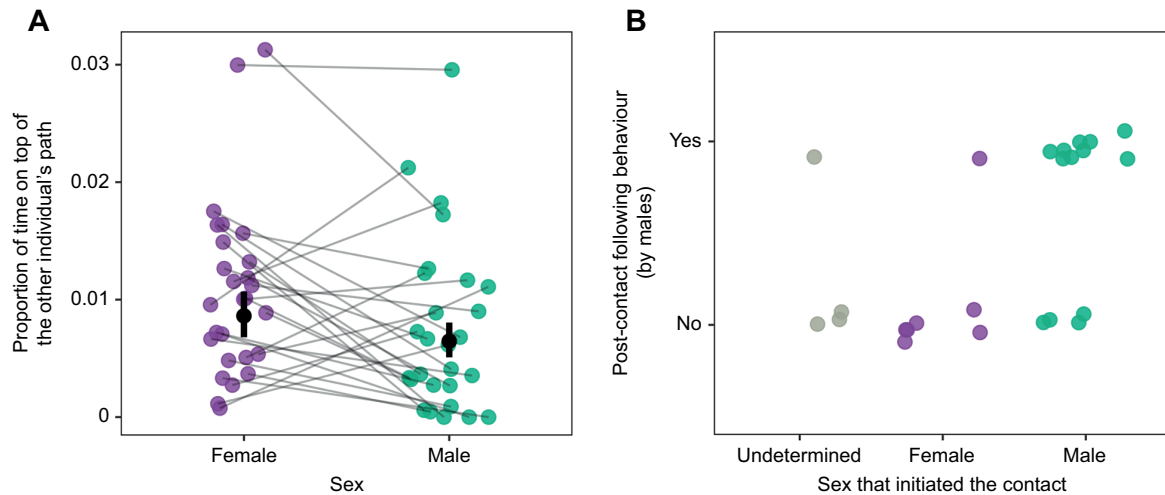 A
Proportion of time on top of
the other individual's path
0.03
0.02
0.01
0
Female
Male
Sex
B
Post-contact following behaviour
(by males)
Yes
No
Undetermined
Female
Male
Sex that initiated the contact